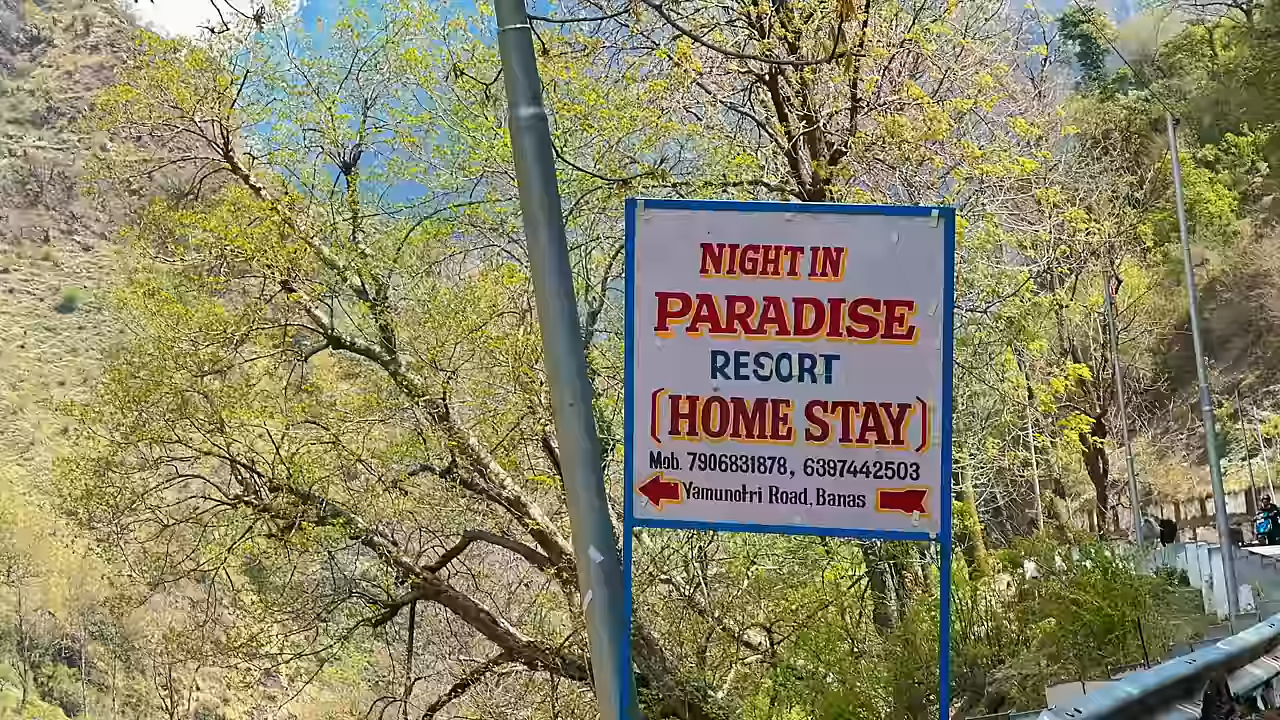 NIGHT IN
PARADISE
RESORT
(HOME STAY)
Mob. 7906831878, 6397442503
Yamunotri Road, Banas